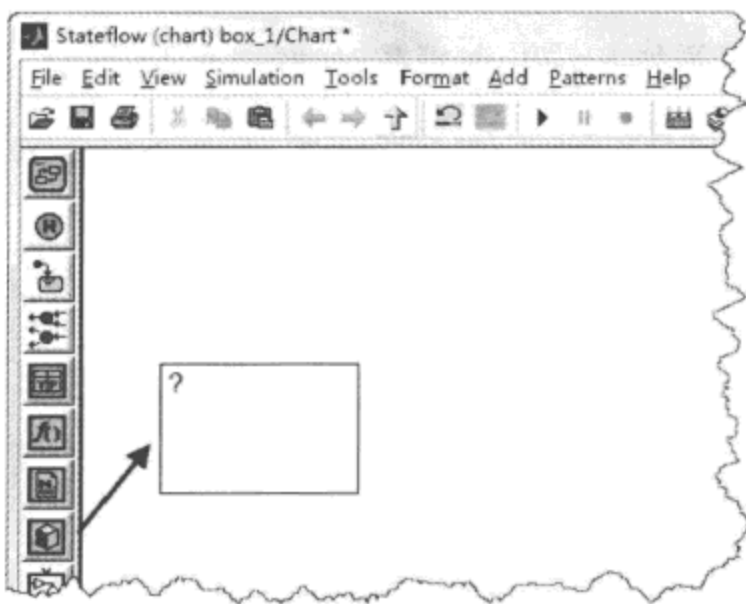 Stateflow (chart) box_1/Chart *
File Edit View Simulation Tools Format Add Patterns Help
?